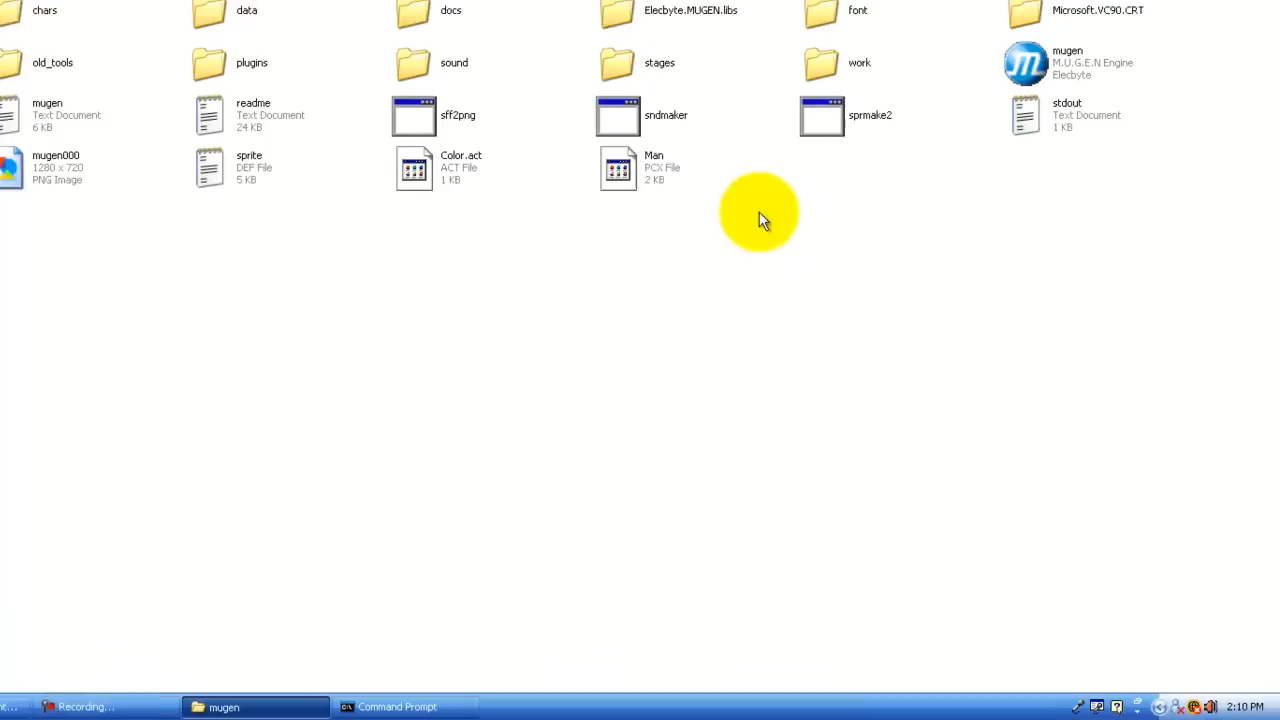 chars
data
docs
Elecbyte.MUGEN.libs
font
Microsoft.VC90.CRT
old_tools
plugins
sound
stages
work
mugen
M.U.G.E.N Engine
Elecbyte
mugen
Text Document
6 KB
readme
Text Document
24 KB
sff2png
sndmaker
sprmake2
stdout
Text Document
1 KB
mugen000
1280 x 720
PNG Image
sprite
DEF File
5 KB
Color.act
ACT File
1 KB
Man
PCX File
2 KB
nt...
Recording...
mugen
Command Prompt
2:10 PM